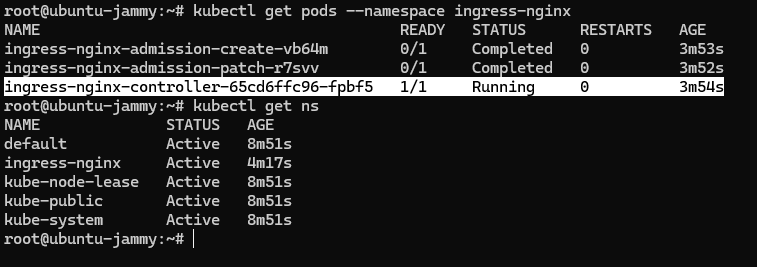 root@ubuntu-jammy:~# kubectl get pods --namespace ingress-nginx
NAME                                        READY   STATUS      RESTARTS   AGE
ingress-nginx-admission-create-vb64m        0/1     Completed   0          3m53s
ingress-nginx-admission-patch-r7svv         0/1     Completed   0          3m52s
ingress-nginx-controller-65cd6ffc96-fpbf5   1/1     Running     0          3m54s
root@ubuntu-jammy:~# kubectl get ns
NAME              STATUS   AGE
default           Active   8m51s
ingress-nginx     Active   4m17s
kube-node-lease   Active   8m51s
kube-public       Active   8m51s
kube-system       Active   8m51s
root@ubuntu-jammy:~#